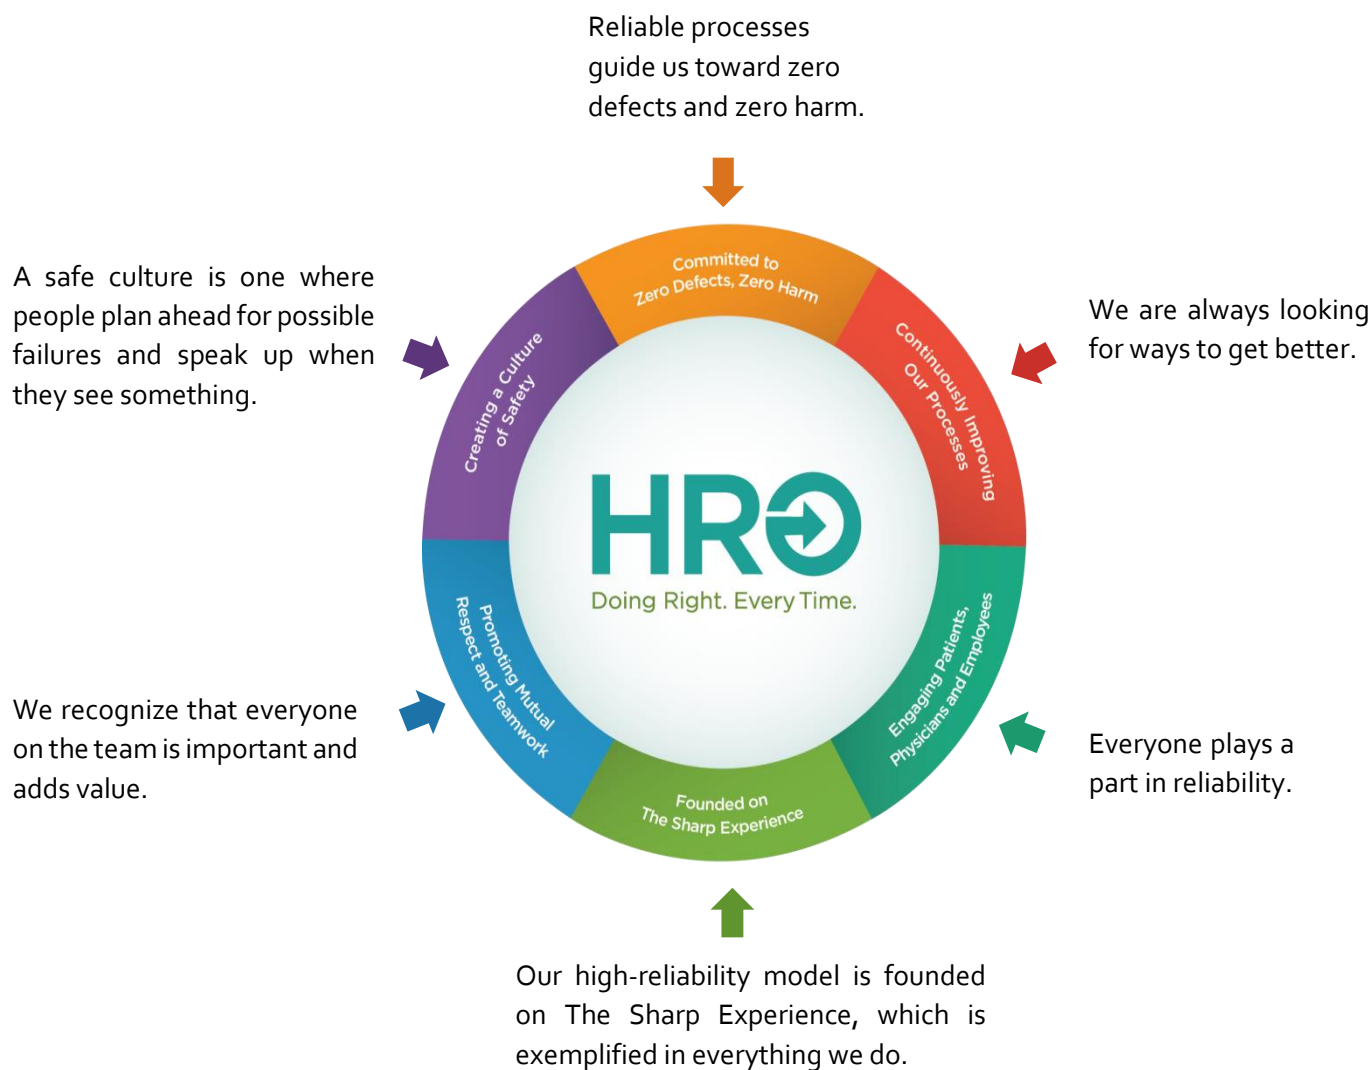 Reliable processes
guide us toward zero
defects and zero harm.
A safe culture is one where
people plan ahead for possible
failures and speak up when
they see something.
We are always looking
for ways to get better.
Committed to
Zero Defects, Zero Harm
Creating a Culture
of Safety
Continuously Improving
Our Processes
HRO
Doing Right. Every Time.
Promoting Mutual
Respect and Teamwork
Engaging Patients,
Physicians and Employees
Founded on
The Sharp Experience
We recognize that everyone
on the team is important and
adds value.
Everyone plays a
part in reliability.
Our high-reliability model is founded
on The Sharp Experience, which is
exemplified in everything we do.